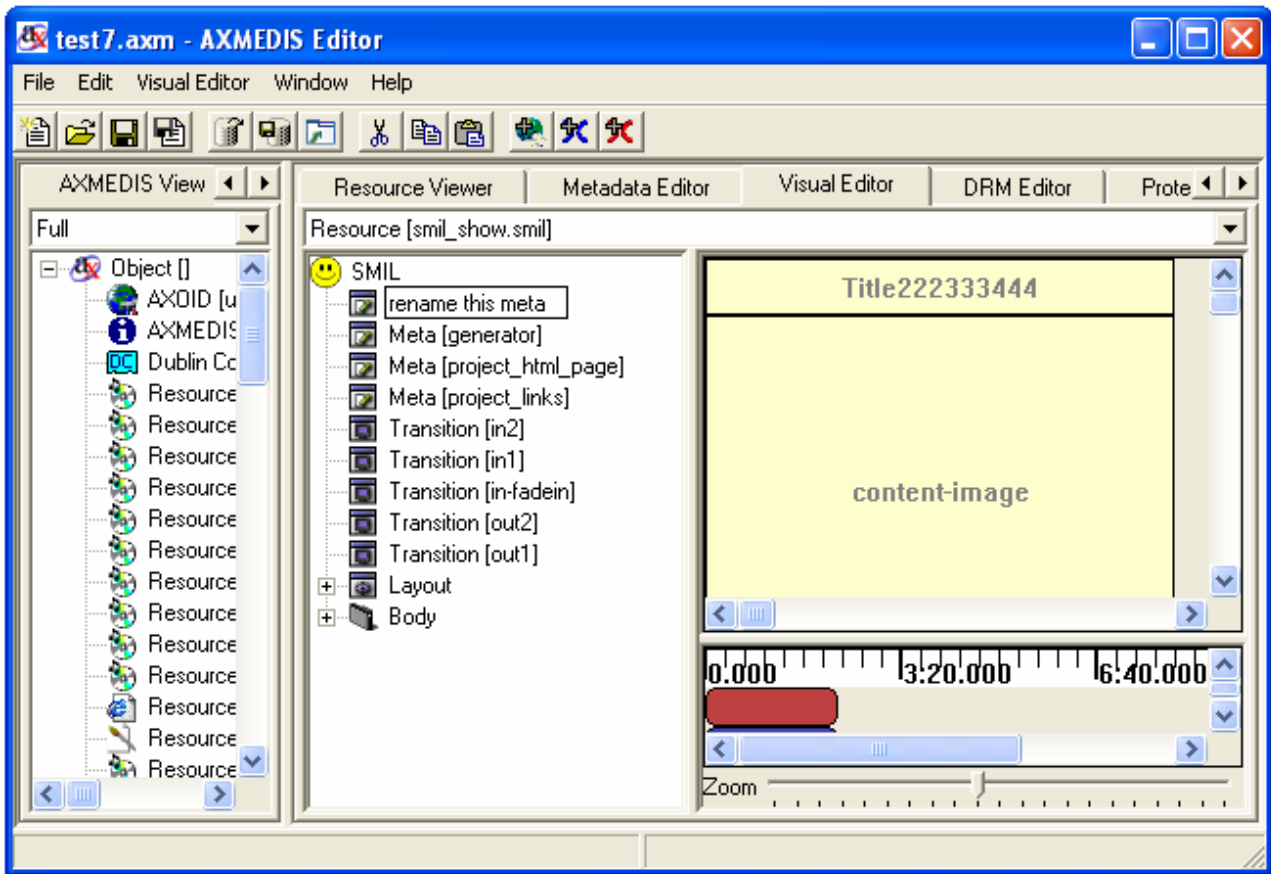 test7.axm - AXMEDIS Editor
File Edit Visual Editor Window Help
AXMEDIS View
Full
Object []
AXOID [u
AXMEDIS
Dublin Cc
Resource
Resource
Resource
Resource
Resource
Resource
Resource
Resource
Resource
Resource
Resource
Resource
Resource
Resource Viewer Metadata Editor Visual Editor DRM Editor Prote
Resource [smil_show.smil]
SMIL
rename this meta
Meta [generator]
Meta [project_html_page]
Meta [project_links]
Transition [in2]
Transition [in1]
Transition [in-fadein]
Transition [out2]
Transition [out1]
Layout
Body
Title222333444
content-image
0.000 3:20.000 6:40.000
Zoom